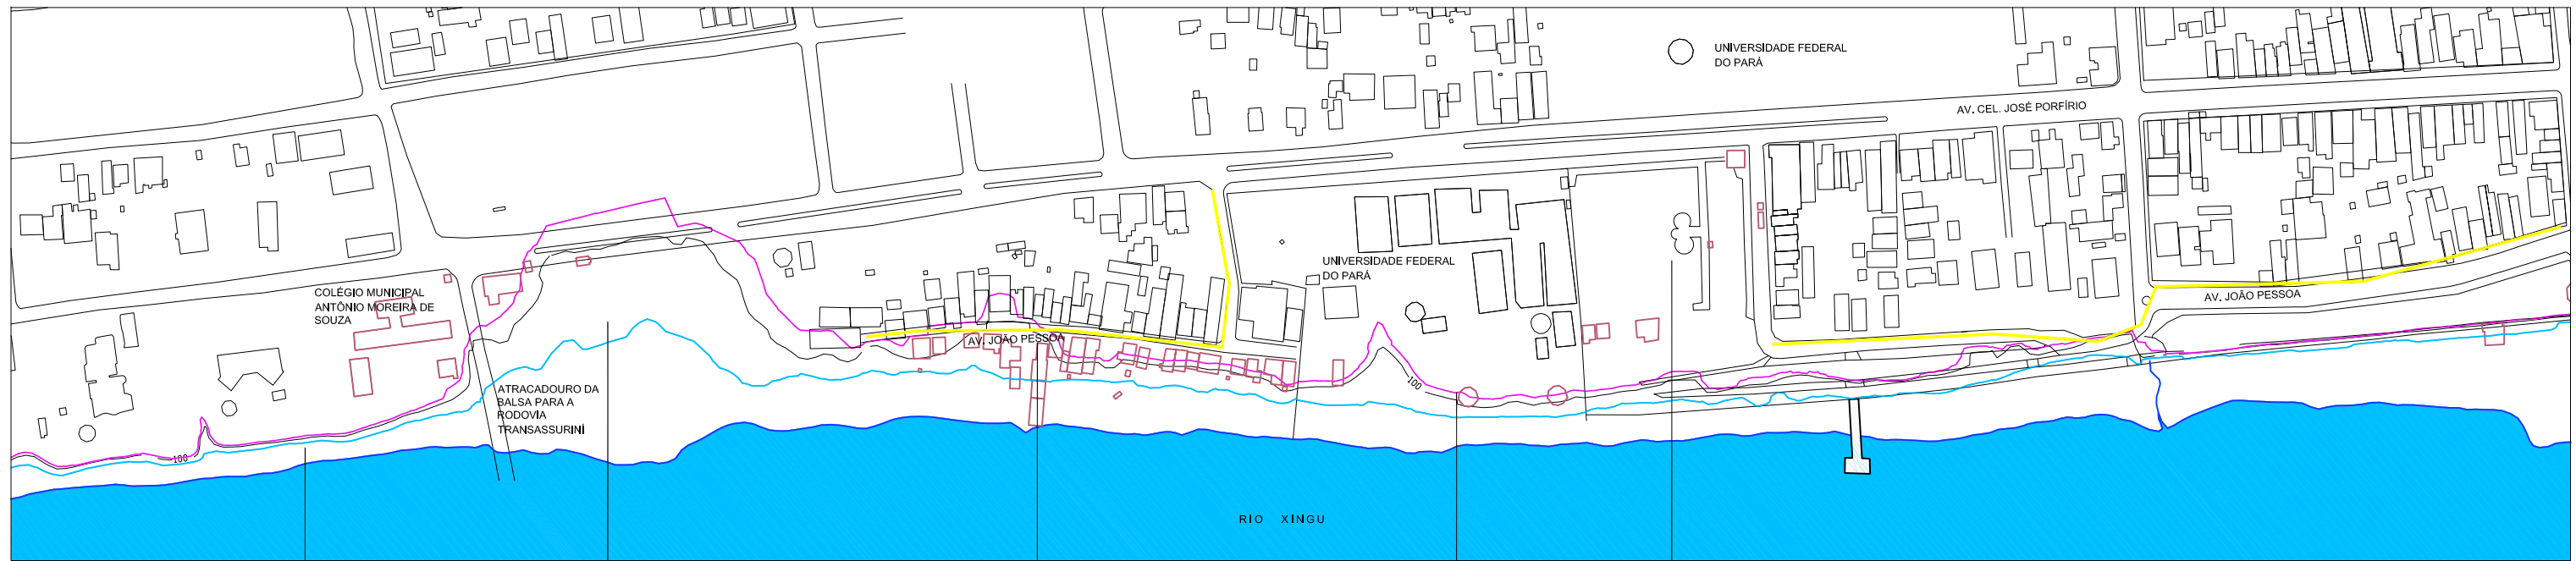 UNIVERSIDADE FEDERAL
DO PARÁ
AV. CEL. JOSÉ PORFÍRIO
UNIVERSIDADE FEDERAL
DO PARÁ
COLÉGIO MUNICIPAL
ANTÔNIO MOREIRA DE
SOUZA
AV. JOÃO PESSOA
AV. JOÃO PESSOA
100
ATRACADOURO DA
BALSA PARA A
RODOVIA
TRANSASSURINÍ
100
RIO XINGU